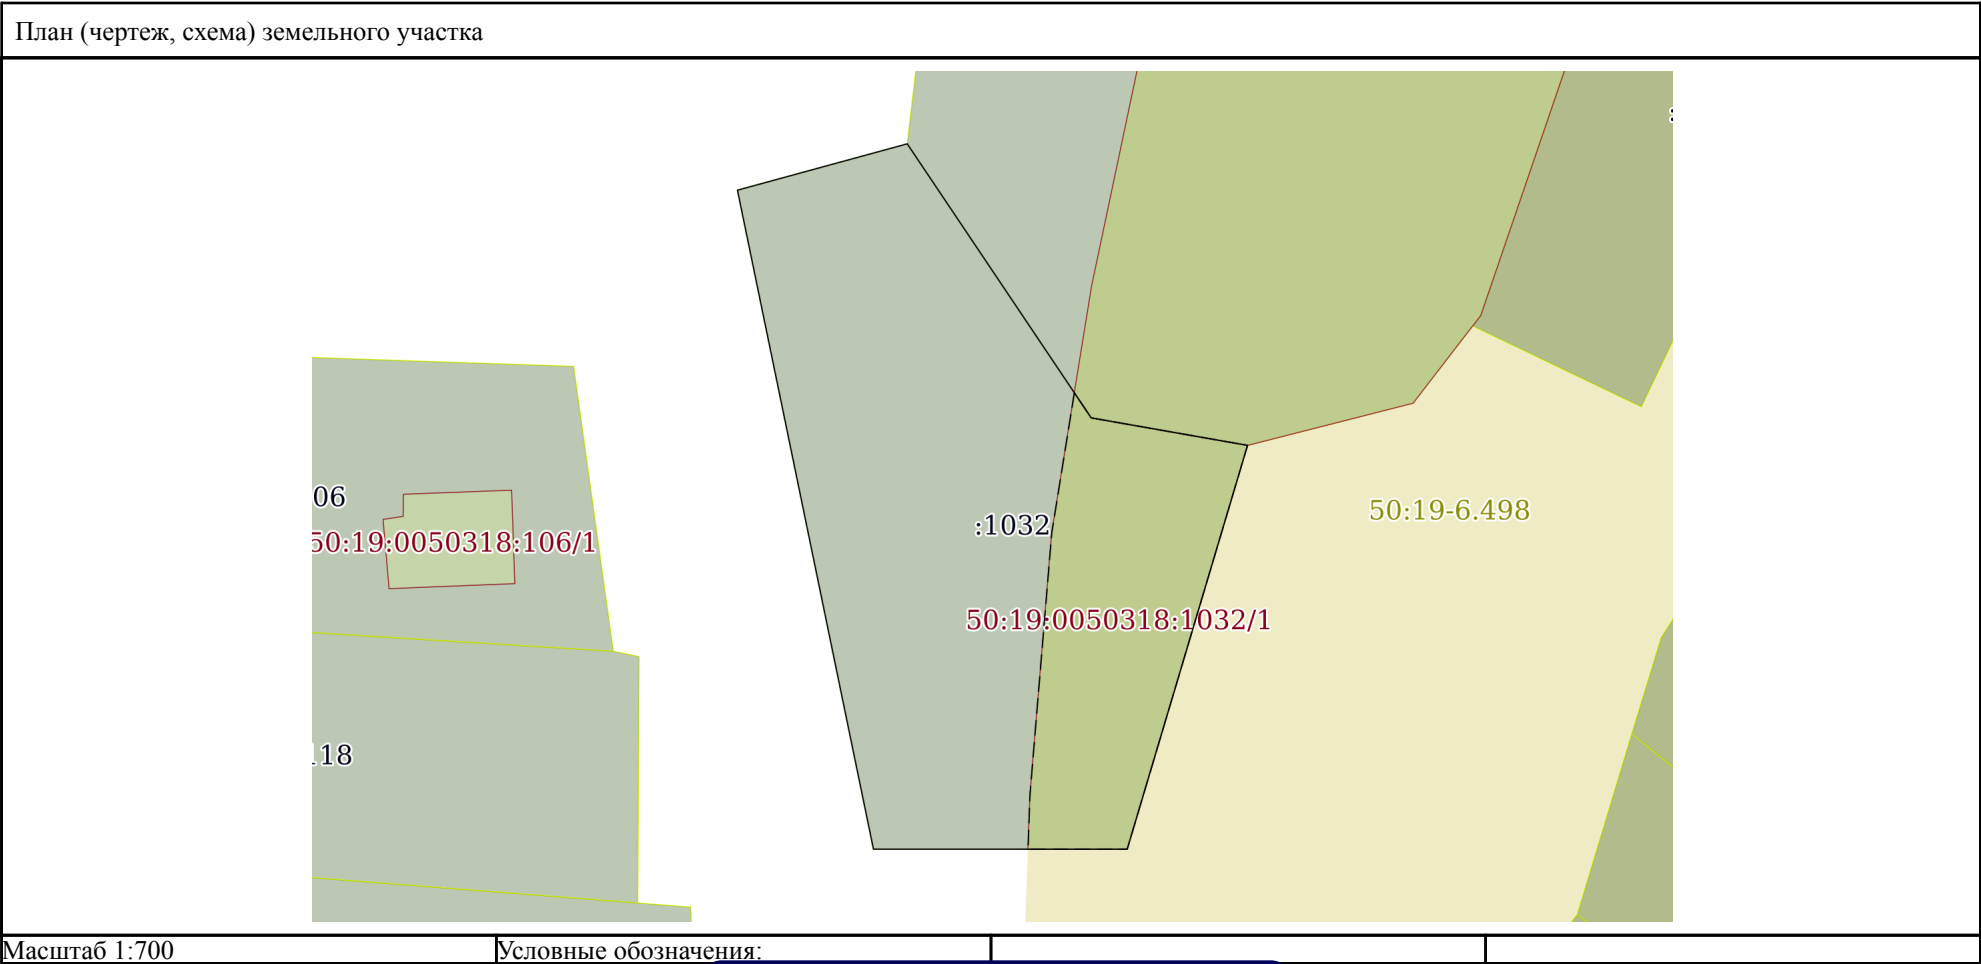 План (чертеж, схема) земельного участка
06
50:19:0050318:106/1
:1032
50:19-6.498
50:19:0050318:1032/1
18
Масштаб 1:700
Условные обозначения: